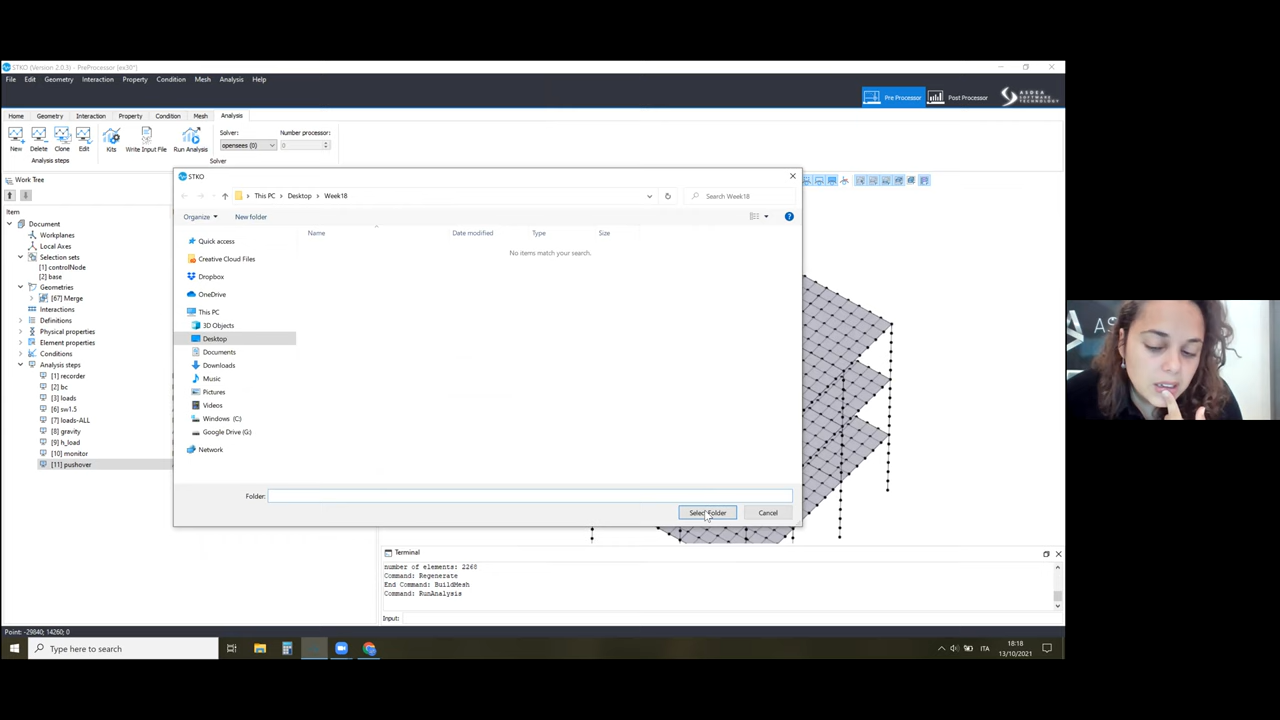 STKO (Version 2.0.3) - PreProcessor (ex30*)
File Edit Geometry Interaction Property Condition Mesh Analysis Help
Pre Processor Post Processor ASDEA SOFTWARE TECHNOLOGY
Home Geometry Interaction Property Condition Mesh Analysis
Solver: Number processor:
opensees (0) 0
New Delete Clone Edit Kits Write Input File Run Analysis
Analysis steps Solver
Work Tree
Item
Document
Workplanes
Local Axes
Selection sets
[1] controlNode
[2] base
Geometries
[67] Merge
Interactions
Definitions
Physical properties
Element properties
Conditions
Analysis steps
[1] recorder
[2] bc
[3] loads
[6] sw1.5
[7] loads-ALL
[8] gravity
[9] h_load
[10] monitor
[11] pushover
STKO
This PC Desktop Week18 Search Week18
Organize New folder
Name Date modified Type Size
No items match your search.
Quick access
Creative Cloud Files
Dropbox
OneDrive
This PC
3D Objects
Desktop
Documents
Downloads
Music
Pictures
Videos
Windows (C:)
Google Drive (G:)
Network
Folder:
Select Folder Cancel
Terminal
number of elements: 2268
Command: Regenerate
End Command: BuildMesh
Command: RunAnalysis
Input:
Point: -29840; 14260; 0
Type here to search
ITA
18:18
13/10/2021
AS